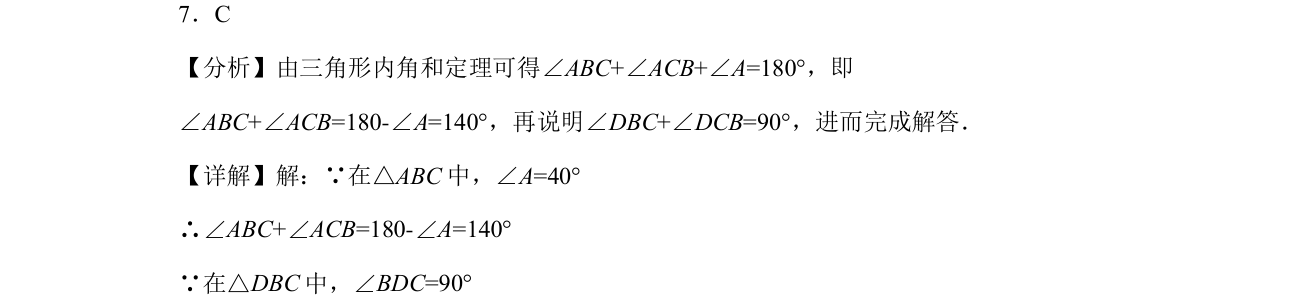 7．C
【分析】由三角形内角和定理可得∠ABC+∠ACB+∠A=180°，即
∠ABC+∠ACB=180-∠A=140°，再说明∠DBC+∠DCB=90°，进而完成解答．
【详解】解：∵在△ABC中，∠A=40°
∴∠ABC+∠ACB=180-∠A=140°
∵在△DBC中，∠BDC=90°